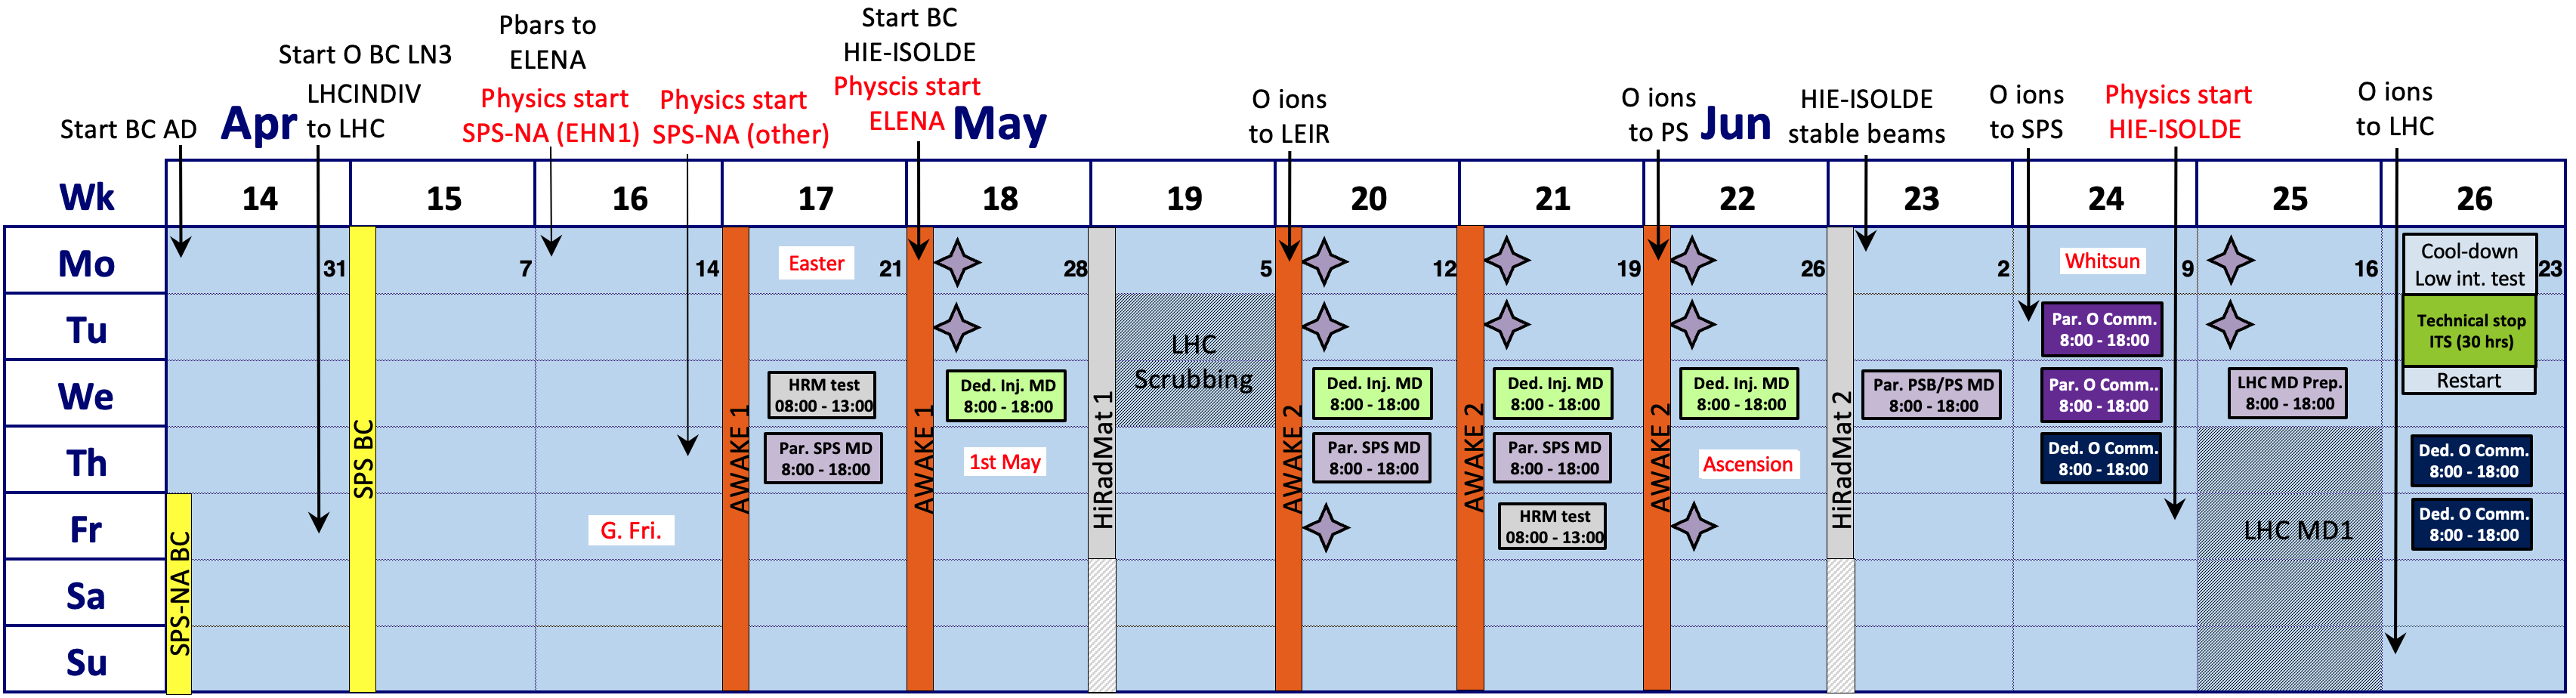 Start BC AD
Apr
Start O BC LN3
LHCINDIV
to LHC
Pbars to
ELENA
Physics start
SPS-NA (EHN1)
Physics start
SPS-NA (other)
Start BC
HIE-ISOLDE
Physcis start
ELENA
May
O ions
to LEIR
O ions
to PS
Jun
HIE-ISOLDE
stable beams
O ions
to SPS
Physics start
HIE-ISOLDE
O ions
to LHC
Wk 14 15 16 17 18 19 20 21 22 23 24 25 26
Mo 31 7 14 Easter 21 28 5 12 19 26 2 Whitsun 9 16 23
Cool-down
Low int. test
Tu
LHC
Scrubbing
Par. O Comm.
8:00 - 18:00
Technical stop
ITS (30 hrs)
We
HRM test
08:00 - 13:00
Ded. Inj. MD
8:00 - 18:00
Ded. Inj. MD
8:00 - 18:00
Ded. Inj. MD
8:00 - 18:00
Ded. Inj. MD
8:00 - 18:00
Par. PSB/PS MD
8:00 - 18:00
Par. O Comm..
8:00 - 18:00
LHC MD Prep.
8:00 - 18:00
Restart
Th
Par. SPS MD
8:00 - 18:00
1st May
Par. SPS MD
8:00 - 18:00
Par. SPS MD
8:00 - 18:00
Ascension
Ded. O Comm.
8:00 - 18:00
Ded. O Comm.
8:00 - 18:00
Fr
G. Fri.
HRM test
08:00 - 13:00
LHC MD1
Ded. O Comm.
8:00 - 18:00
Sa
Su
SPS-NA BC
SPS BC
AWAKE 1
AWAKE 1
HiRadMat 1
AWAKE 2
AWAKE 2
AWAKE 2
HiRadMat 2